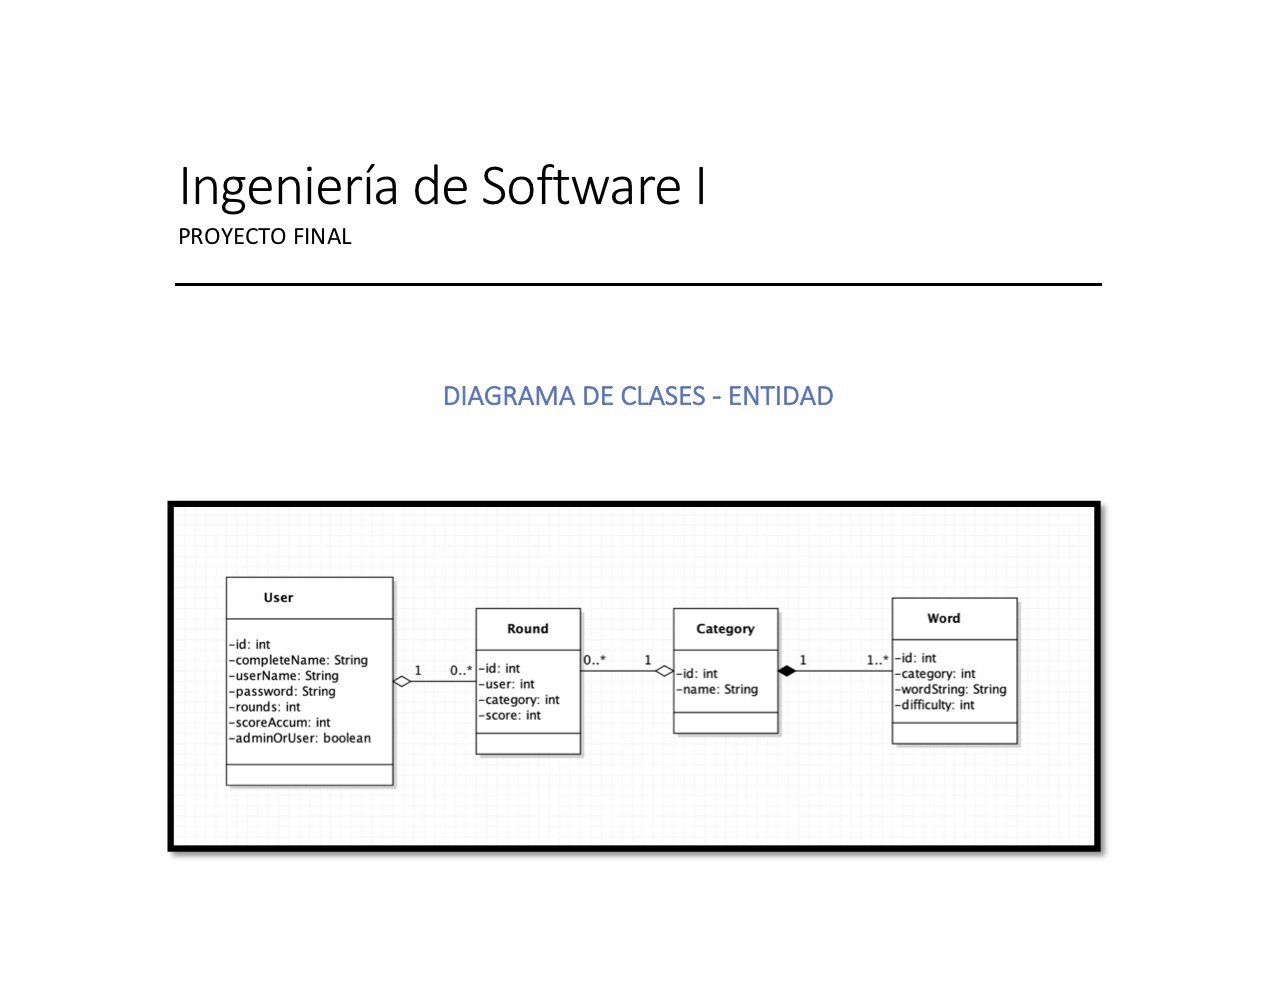 Ingeniería de Software I
PROYECTO FINAL
DIAGRAMA DE CLASES - ENTIDAD
User
-id: int
-completeName: String
-userName: String
-password: String
-rounds: int
-scoreAccum: int
-adminOrUser: boolean
1
0..*
Round
-id: int
-user: int
-category: int
-score: int
0..*
1
Category
-id: int
-name: String
1
1..*
Word
-id: int
-category: int
-wordString: String
-difficulty: int